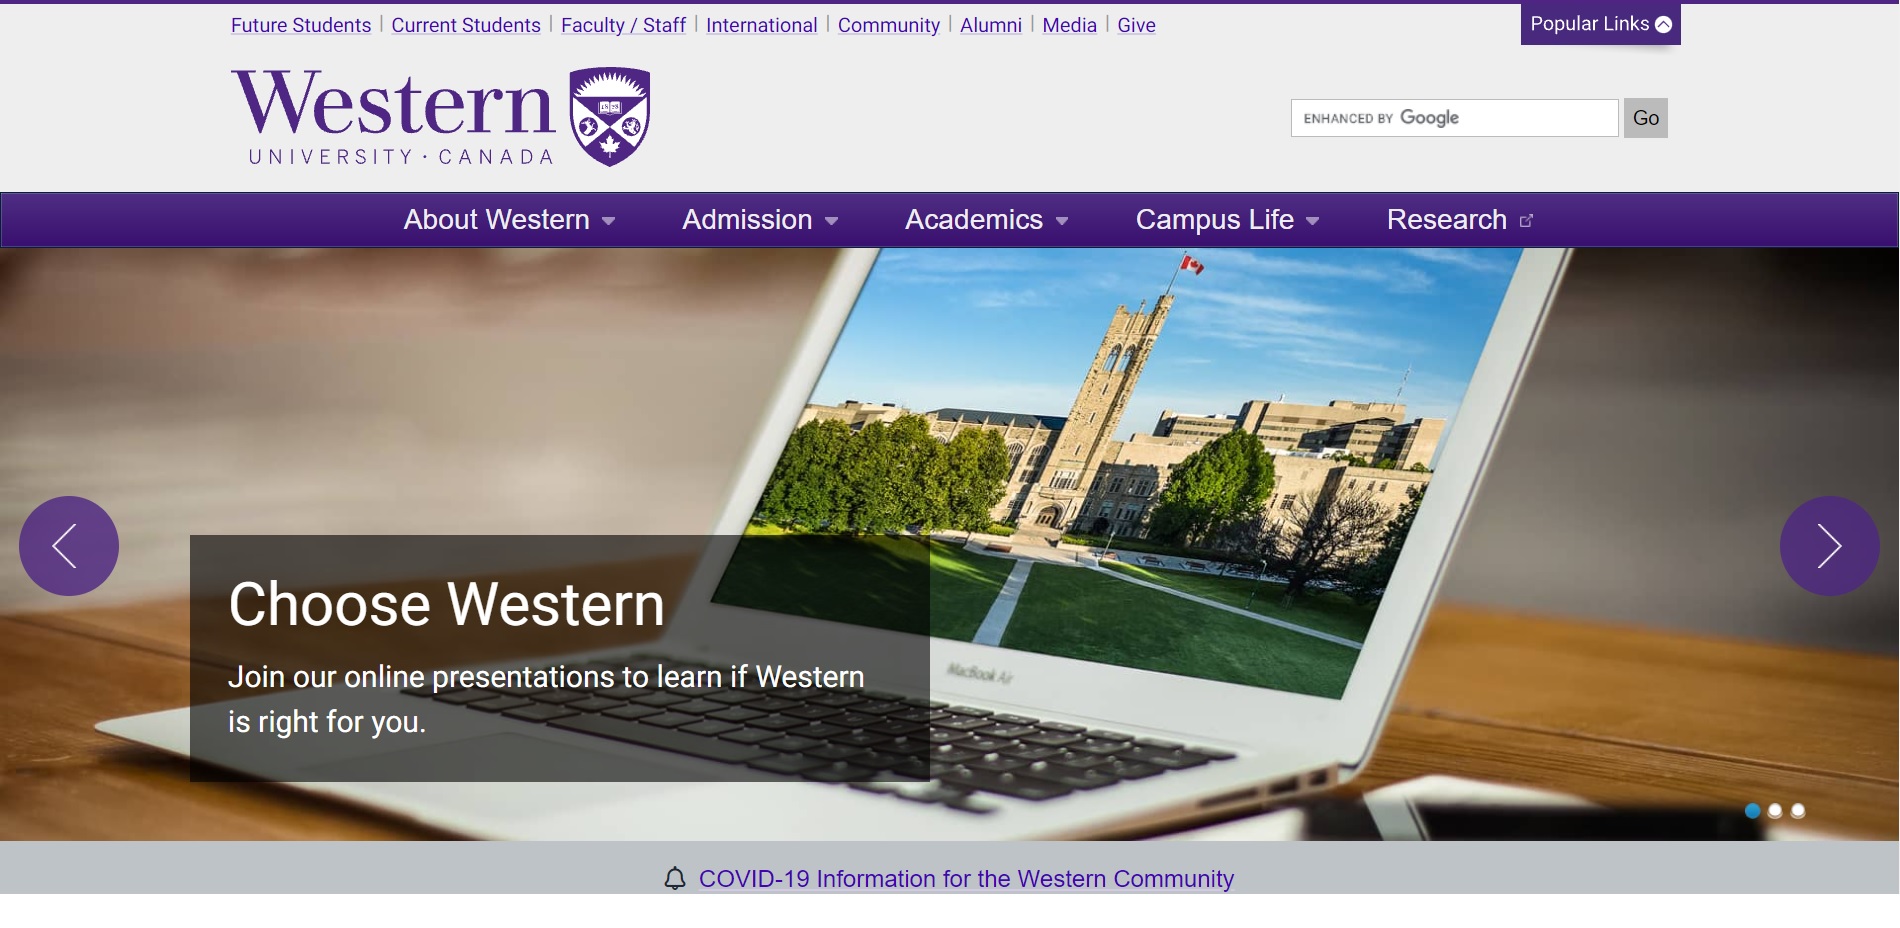 Future Students | Current Students | Faculty / Staff | International | Community | Alumni | Media | Give
Popular Links
Western
UNIVERSITY · CANADA
1878
ENHANCED BY Google
Go
About Western
Admission
Academics
Campus Life
Research
MacBook Air
Choose Western
Join our online presentations to learn if Western
is right for you.
COVID-19 Information for the Western Community